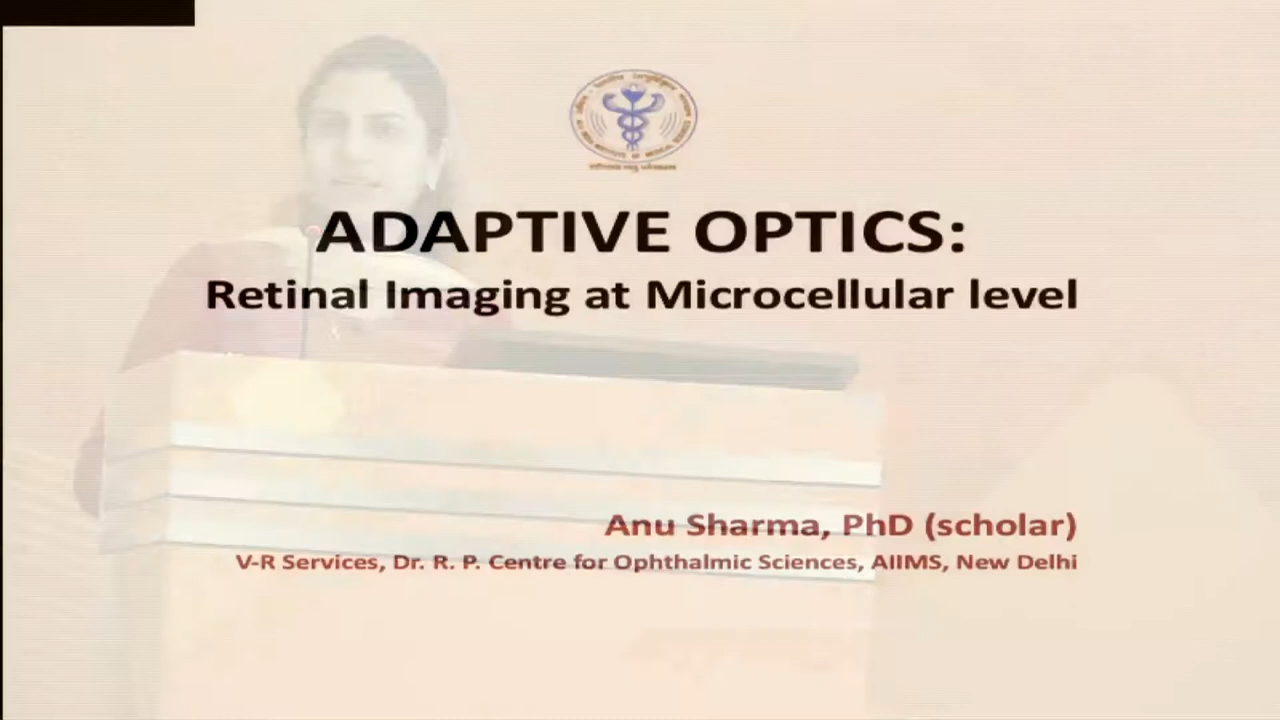 ADAPTIVE OPTICS:
Retinal Imaging at Microcellular level
Anu Sharma, PhD (scholar)
V-R Services, Dr. R. P. Centre for Ophthalmic Sciences, AIIMS, New Delhi